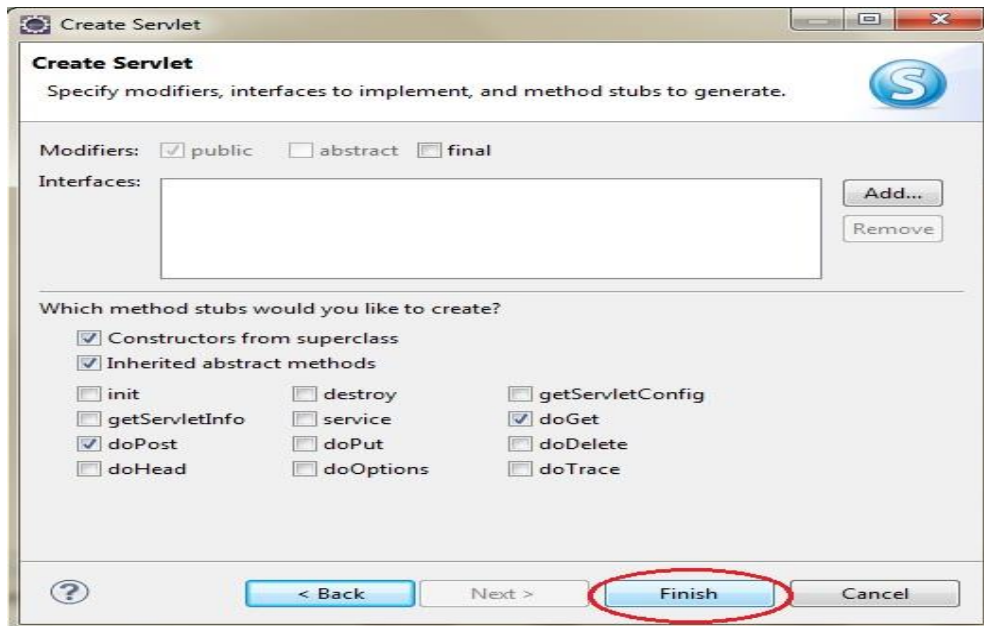 Create Servlet
Create Servlet
Specify modifiers, interfaces to implement, and method stubs to generate.
S
Modifiers: public abstract final
Interfaces:
Add...
Remove
Which method stubs would you like to create?
Constructors from superclass
Inherited abstract methods
init destroy getServletConfig
getServletInfo service doGet
doPost doPut doDelete
doHead doOptions doTrace
? < Back Next > Finish Cancel